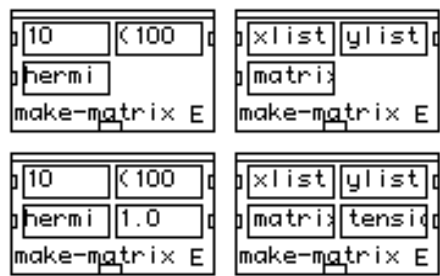 10 (100 xlist ylist
hermi matrix
make-matrix E make-matrix E
10 (100 xlist ylist
hermi 1.0 matrix tensio
make-matrix E make-matrix E